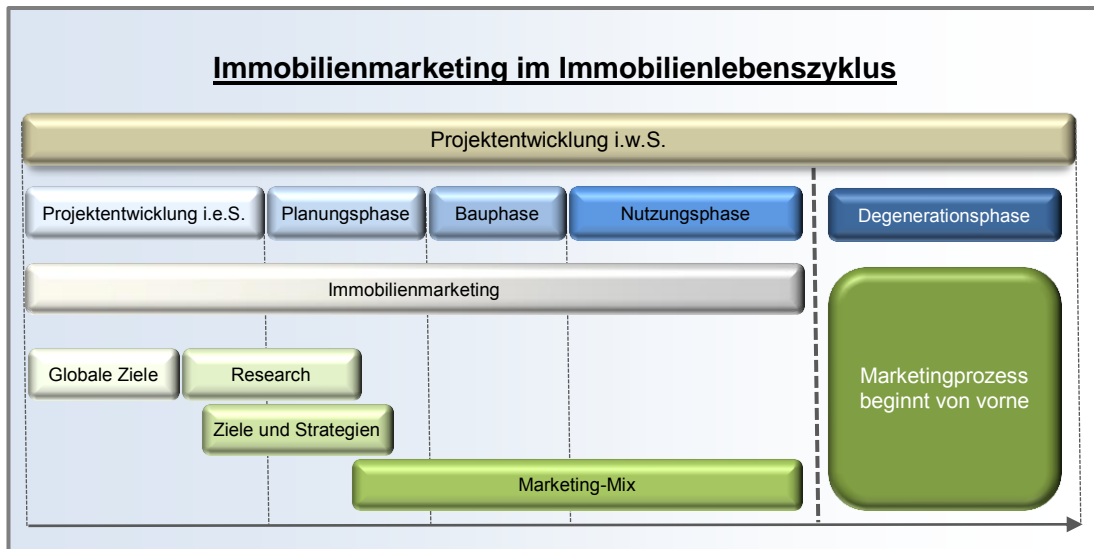 Immobilienmarketing im Immobilienlebenszyklus
Projektentwicklung i.w.S.
Projektentwicklung i.e.S.
Planungsphase
Bauphase
Nutzungsphase
Degenerationsphase
Immobilienmarketing
Globale Ziele
Research
Ziele und Strategien
Marketing-Mix
Marketingprozess
beginnt von vorne